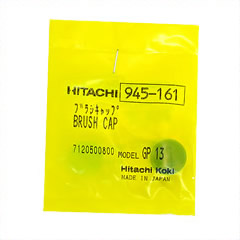 HITACHI 945-161
ブラシキャップ
BRUSH CAP
7120500800 MODEL GP 13
Hitachi Koki
MADE IN JAPAN